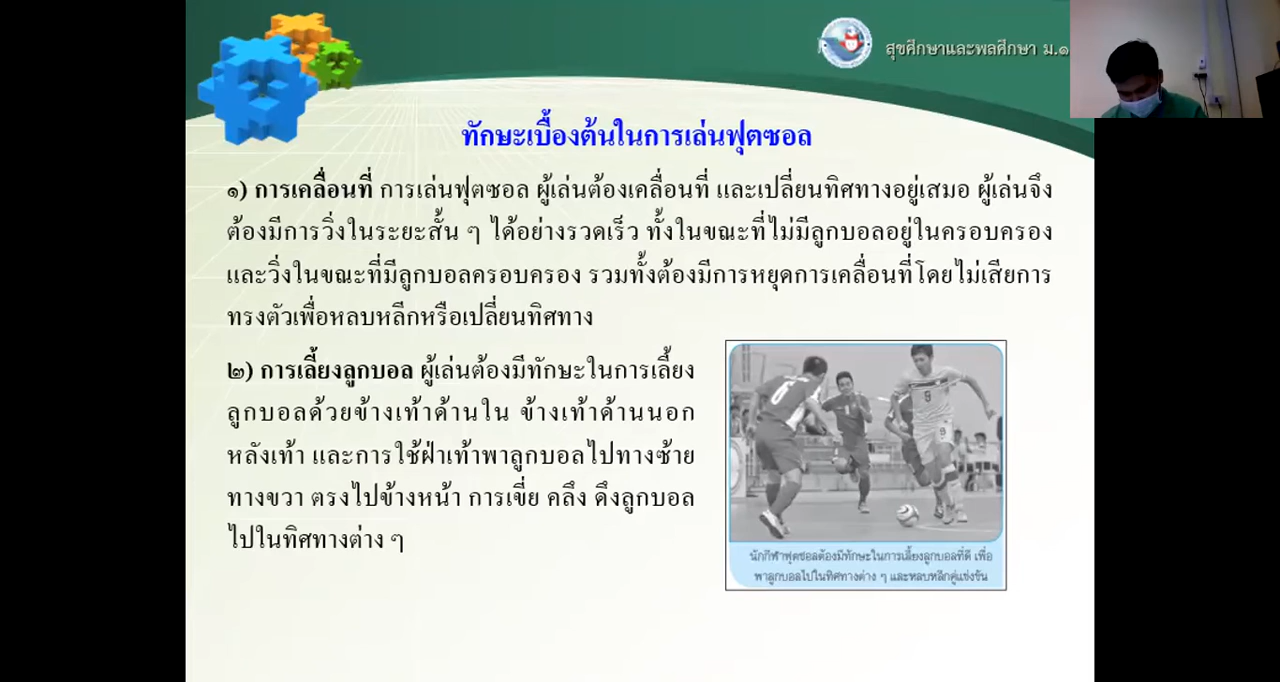 สุขศึกษาและพลศึกษา ม.๑
ทักษะเบื้องต้นในการเล่นฟุตซอล
๑) การเคลื่อนที่ การเล่นฟุตซอล ผู้เล่นต้องเคลื่อนที่ และเปลี่ยนทิศทางอยู่เสมอ ผู้เล่นจึง
ต้องมีการวิ่งในระยะสั้น ๆ ได้อย่างรวดเร็ว ทั้งในขณะที่ไม่มีลูกบอลอยู่ในครอบครอง
และวิ่งในขณะที่มีลูกบอลครอบครอง รวมทั้งต้องมีการหยุดการเคลื่อนที่โดยไม่เสียการ
ทรงตัวเพื่อหลบหลีกหรือเปลี่ยนทิศทาง
๒) การเลี้ยงลูกบอล ผู้เล่นต้องมีทักษะในการเลี้ยง
ลูกบอลด้วยข้างเท้าด้านใน ข้างเท้าด้านนอก
หลังเท้า และการใช้ฝ่าเท้าพาลูกบอลไปทางซ้าย
ทางขวา ตรงไปข้างหน้า การเขี่ย คลึง ดึงลูกบอล
ไปในทิศทางต่าง ๆ
นักกีฬาฟุตซอลต้องมีทักษะในการเลี้ยงลูกบอลที่ดี เพื่อ
พาลูกบอลไปในทิศทางต่าง ๆ และหลบหลีกคู่แข่งขัน